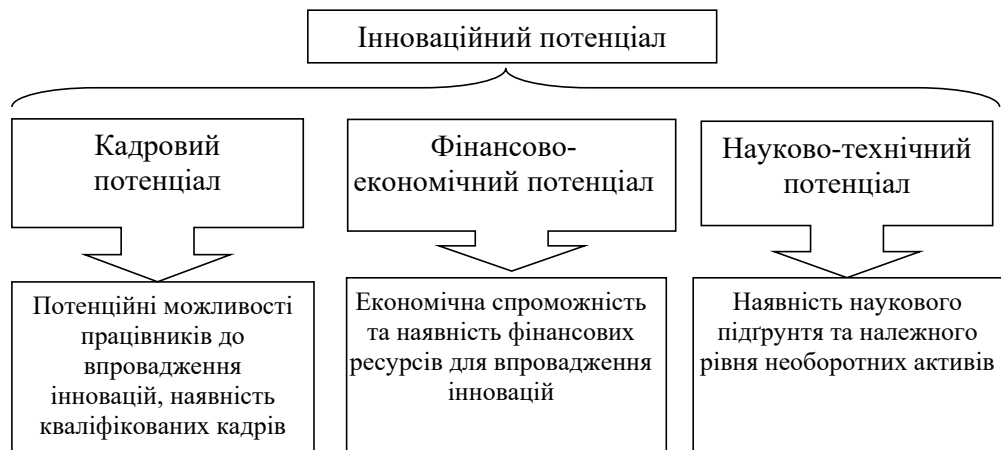 Інноваційний потенціал
Кадровий
потенціал
Фінансово-
економічний потенціал
Науково-технічний
потенціал
Потенційні можливості
працівників до
впровадження
інновацій, наявність
кваліфікованих кадрів
Економічна спроможність
та наявність фінансових
ресурсів для впровадження
інновацій
Наявність наукового
підґрунтя та належного
рівня необоротних активів